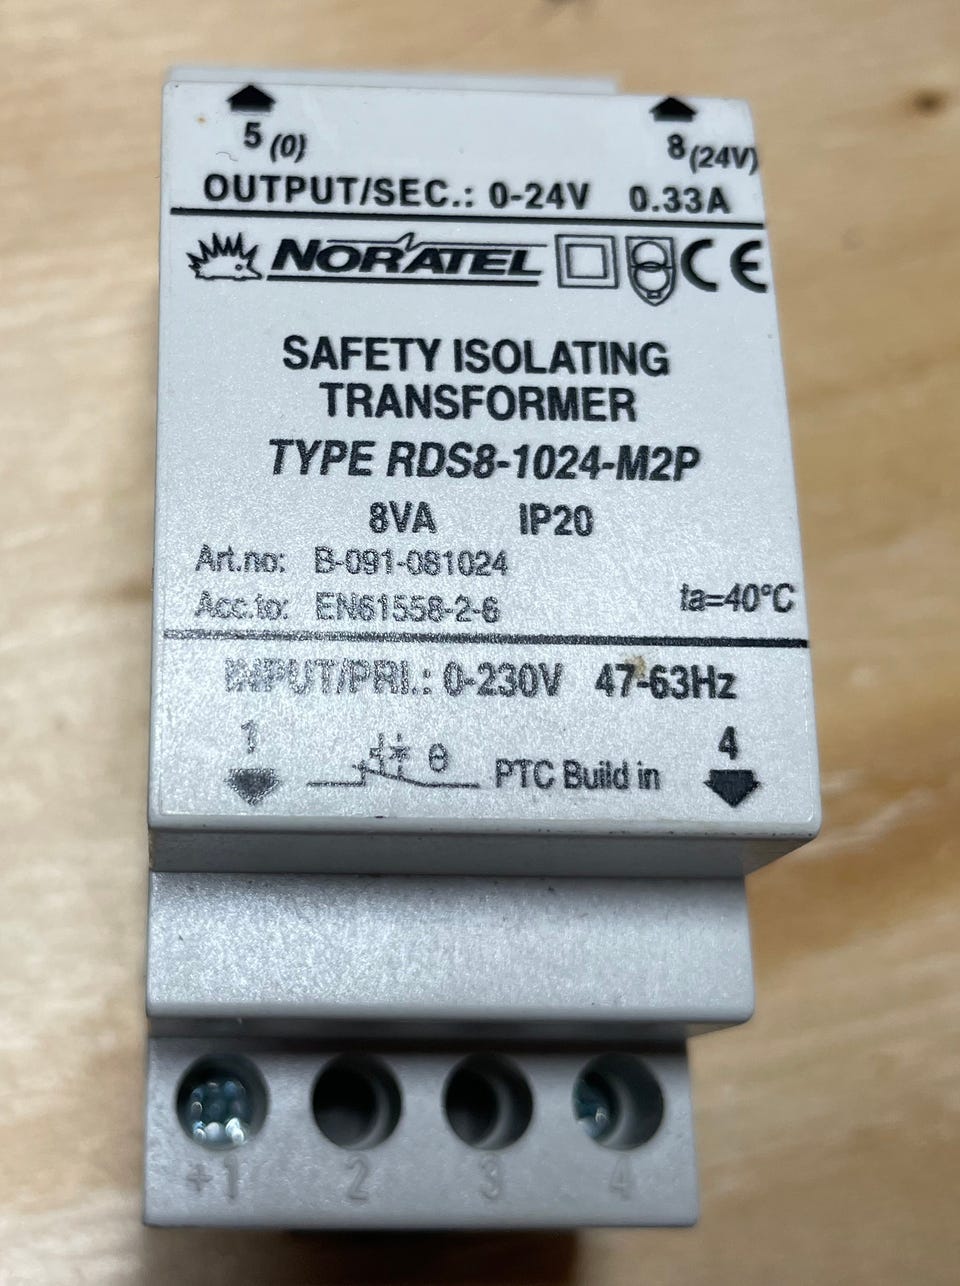 5 (0) 8 (24V)
OUTPUT/SEC.: 0-24V 0.33A
NORATEL CE
SAFETY ISOLATING
TRANSFORMER
TYPE RDS8-1024-M2P
8VA IP20
Art.no: B-091-081024
Acc.to: EN61558-2-6 ta=40°C
INPUT/PRI.: 0-230V 47-63Hz
1 4
θ PTC Build in
+1 2 3 4